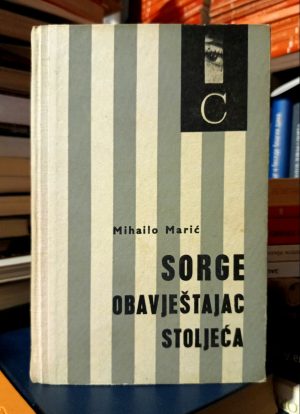 C
Mihailo Marić
SORGE
OBAVJEŠTAJAC
STOLJEĆA